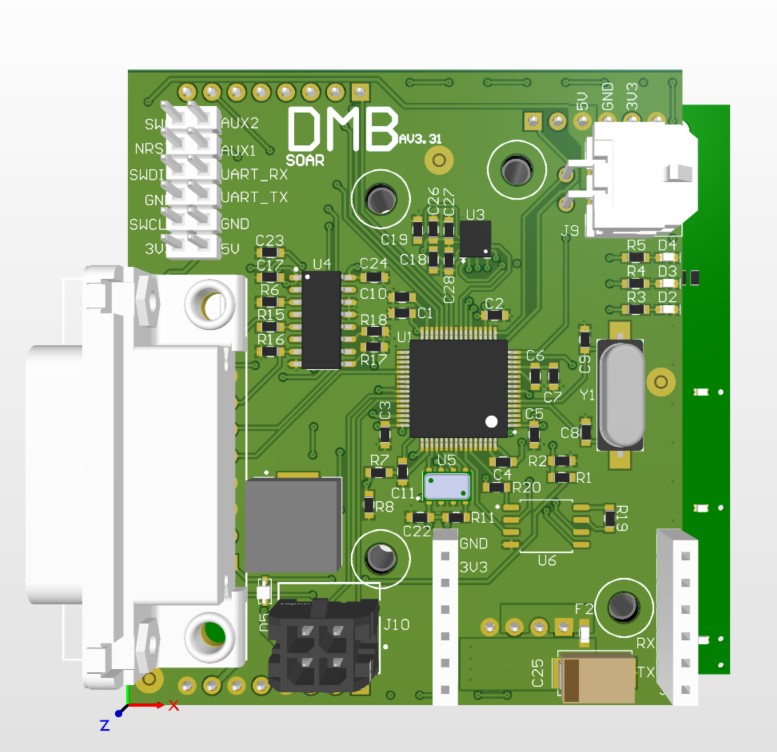 5V
GND
3V3
DMB
AV3.31
SOAR
SW
AUX2
NRS
AUX1
SWDI
UART_RX
GN
UART_TX
SWCL
GND
3V
5V
C26
C27
C19
U3
C18
C28
J9
R5
D4
R4
D3
R3
D2
C23
U4
C17
C24
R6
C10
R15
C1
R18
R16
R17
C2
U1
C9
C6
C7
Y1
C3
C5
C8
R7
U5
C4
R2
R1
C11
R20
R8
C22
R11
R19
U6
GND
3V3
D5
J10
F2
RX
C25
TX
Z
X